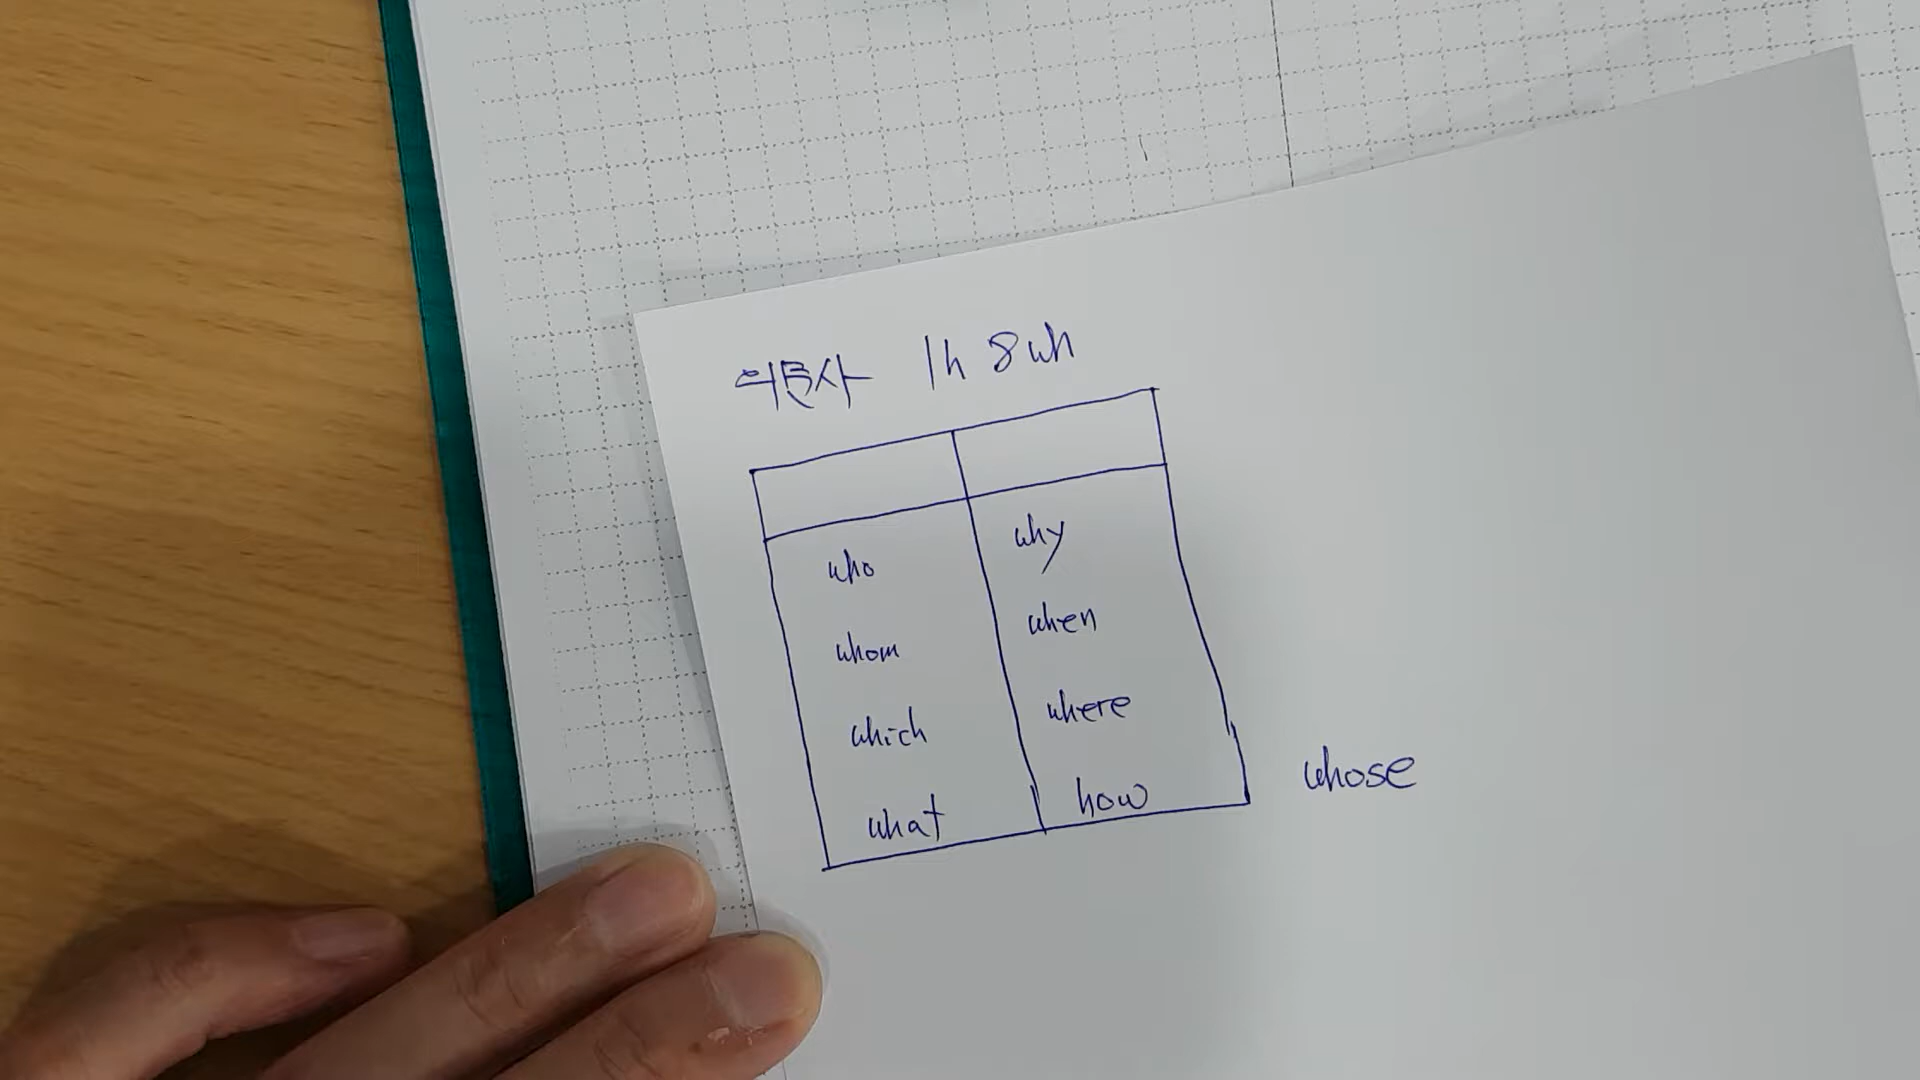 의문사 1h 8wh
who why
whom when
which where
what how whose